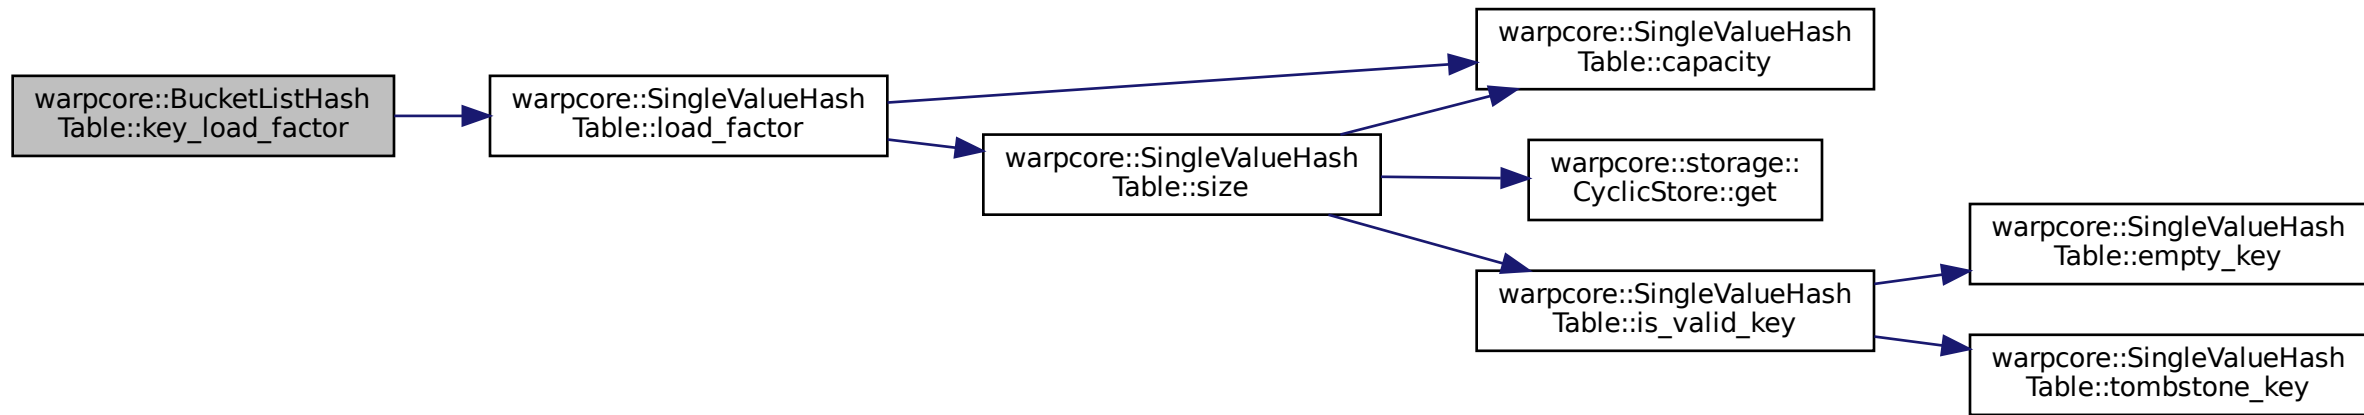 warpcore::BucketListHash
Table::key_load_factor
warpcore::SingleValueHash
Table::load_factor
warpcore::SingleValueHash
Table::capacity
warpcore::SingleValueHash
Table::size
warpcore::storage::
CyclicStore::get
warpcore::SingleValueHash
Table::is_valid_key
warpcore::SingleValueHash
Table::empty_key
warpcore::SingleValueHash
Table::tombstone_key